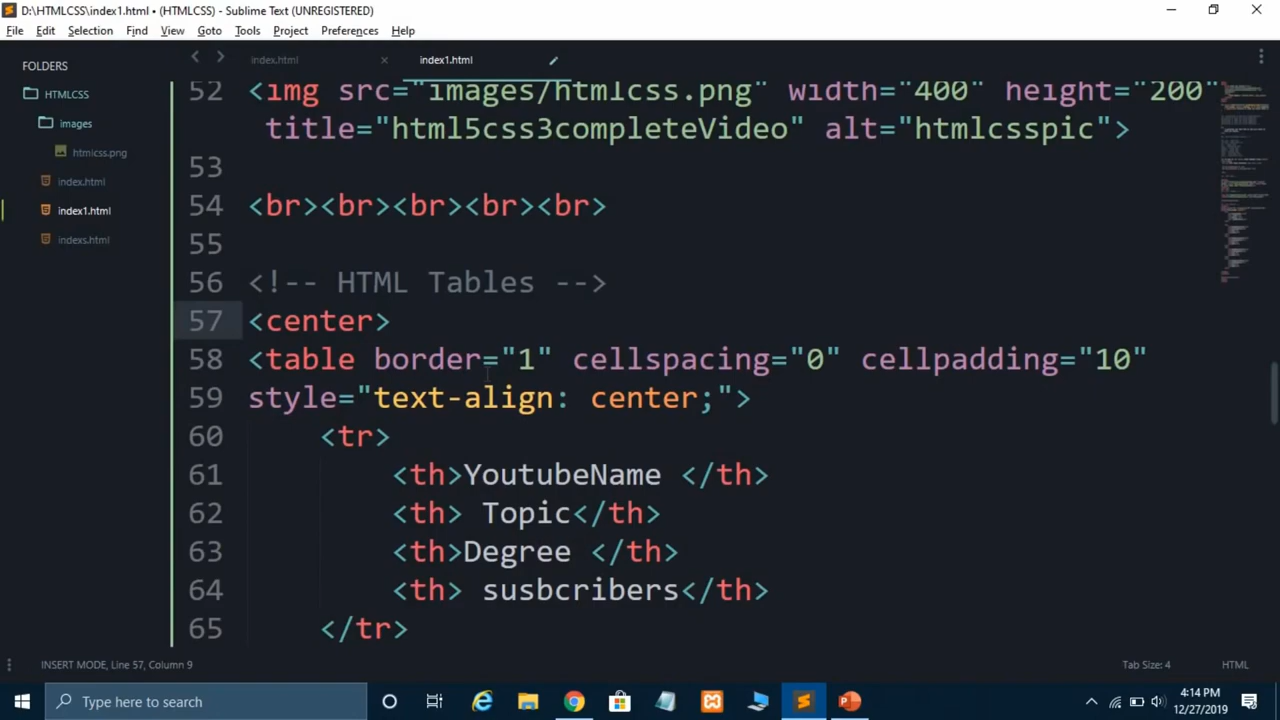 D:\HTMLCSS\index1.html • (HTMLCSS) - Sublime Text (UNREGISTERED)
File Edit Selection Find View Goto Tools Project Preferences Help
FOLDERS
HTMLCSS
images
htmlcss.png
index.html
index1.html
indexs.html
index.html × index1.html
52 <img src="images/htmlcss.png" width="400" height="200"
title="html5css3completeVideo" alt="htmlcsspic">
53
54 <br><br><br><br><br>
55
56 <!-- HTML Tables -->
57 <center>
58 <table border="1" cellspacing="0" cellpadding="10"
59 style="text-align: center;">
60 <tr>
61 <th>YoutubeName </th>
62 <th> Topic</th>
63 <th>Degree </th>
64 <th> susbcribers</th>
65 </tr>
INSERT MODE, Line 57, Column 9 Tab Size: 4 HTML
Type here to search
4:14 PM
12/27/2019